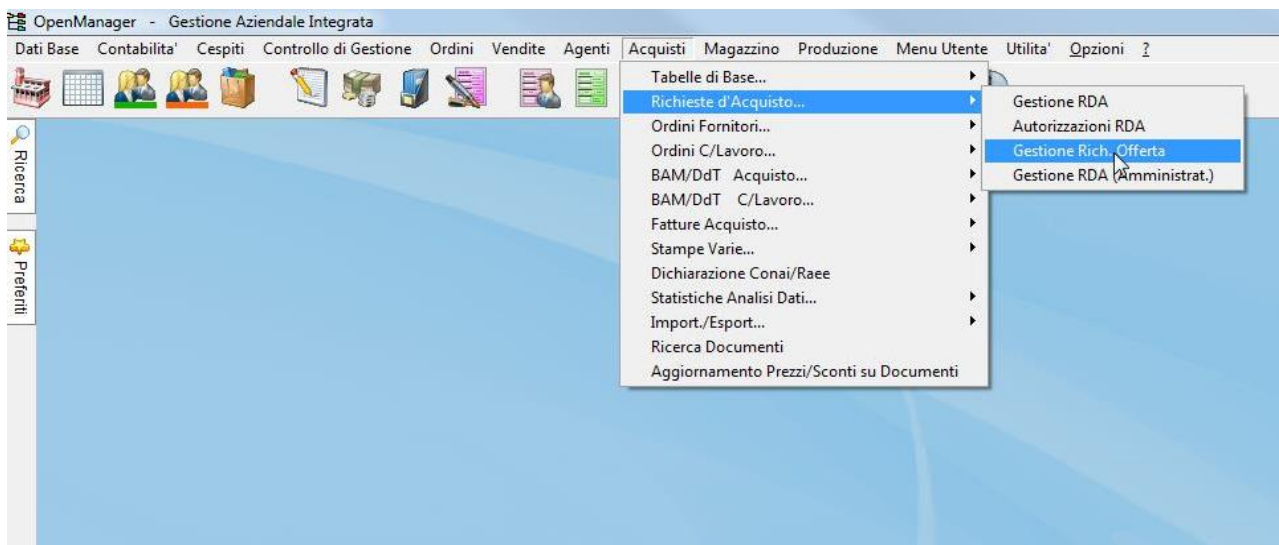 OpenManager - Gestione Aziendale Integrata
Dati Base Contabilita' Cespiti Controllo di Gestione Ordini Vendite Agenti Acquisti Magazzino Produzione Menu Utente Utilita' Opzioni ?
Tabelle di Base...
Richieste d'Acquisto...
Ordini Fornitori...
Ordini C/Lavoro...
BAM/DdT Acquisto...
BAM/DdT C/Lavoro...
Fatture Acquisto...
Stampe Varie...
Dichiarazione Conai/Raee
Statistiche Analisi Dati...
Import./Esport...
Ricerca Documenti
Aggiornamento Prezzi/Sconti su Documenti
Gestione RDA
Autorizzazioni RDA
Gestione Rich. Offerta
Gestione RDA (Amministrat.)
Ricerca
Preferiti